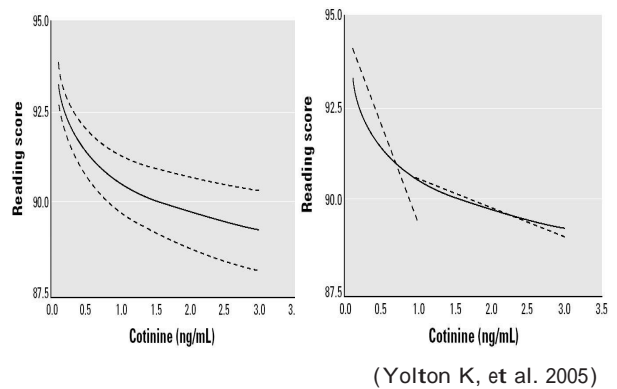 95.0
92.5
90.0
87.5
Reading score
0.0 0.5 1.0 1.5 2.0 2.5 3.0 3.
Cotinine (ng/mL)
95.0
92.5
90.0
87.5
Reading score
0.0 0.5 1.0 1.5 2.0 2.5 3.0 3.5
Cotinine (ng/mL)
(Yolton K, et al. 2005)